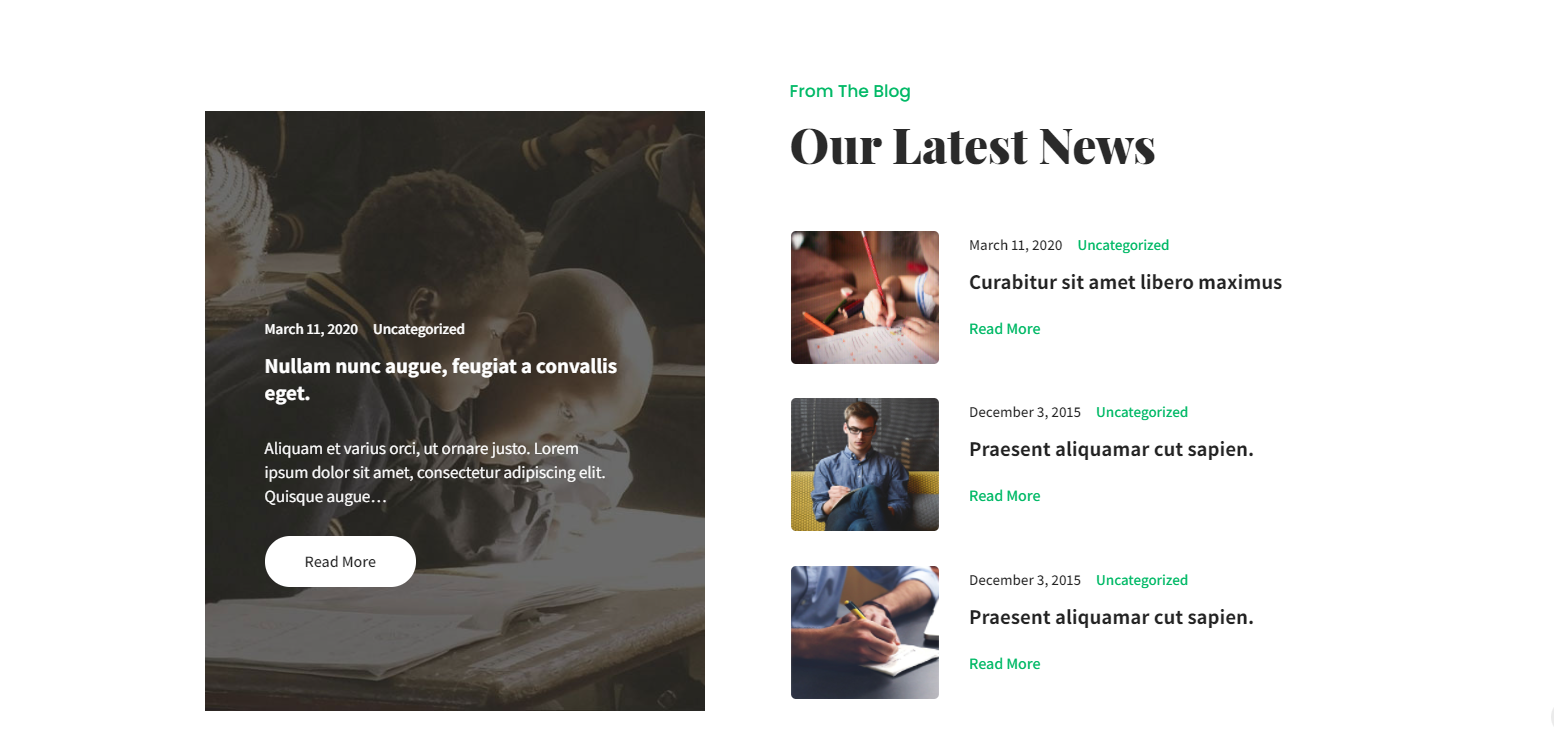 From The Blog
Our Latest News
March 11, 2020 Uncategorized
Nullam nunc augue, feugiat a convallis
eget.
Aliquam et varius orci, ut ornare justo. Lorem
ipsum dolor sit amet, consectetur adipiscing elit.
Quisque augue…
Read More
March 11, 2020 Uncategorized
Curabitur sit amet libero maximus
Read More
December 3, 2015 Uncategorized
Praesent aliquamar cut sapien.
Read More
December 3, 2015 Uncategorized
Praesent aliquamar cut sapien.
Read More